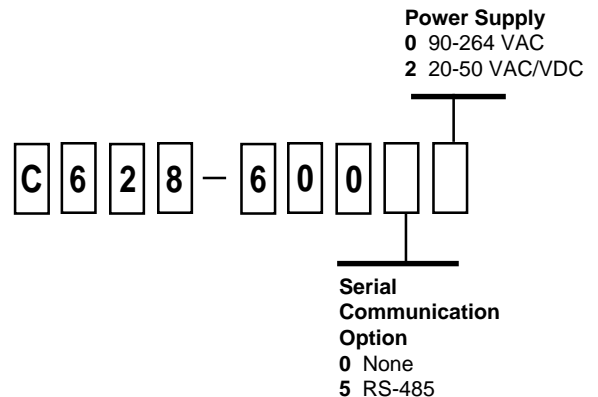 Power Supply
0 90-264 VAC
2 20-50 VAC/VDC
C 6 2 8 – 6 0 0
Serial
Communication
Option
0 None
5 RS-485